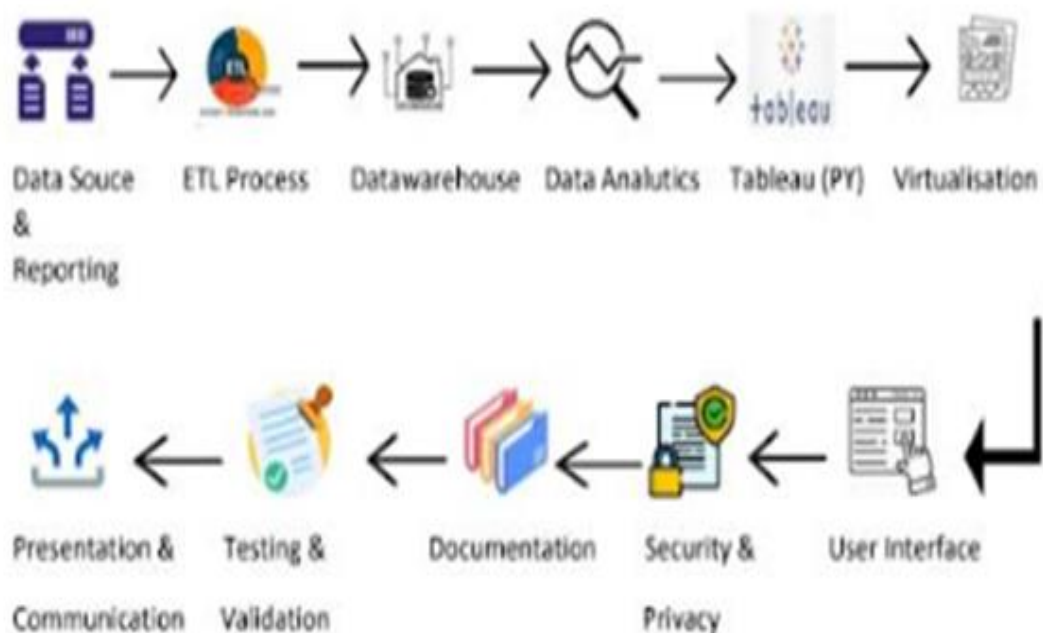 ETL
tableau
Data Souce
&
Reporting
ETL Process
Datawarehouse
Data Analutics
Tableau (PY)
Virtualisation
User Interface
Security &
Privacy
Documentation
Testing &
Validation
Presentation &
Communication